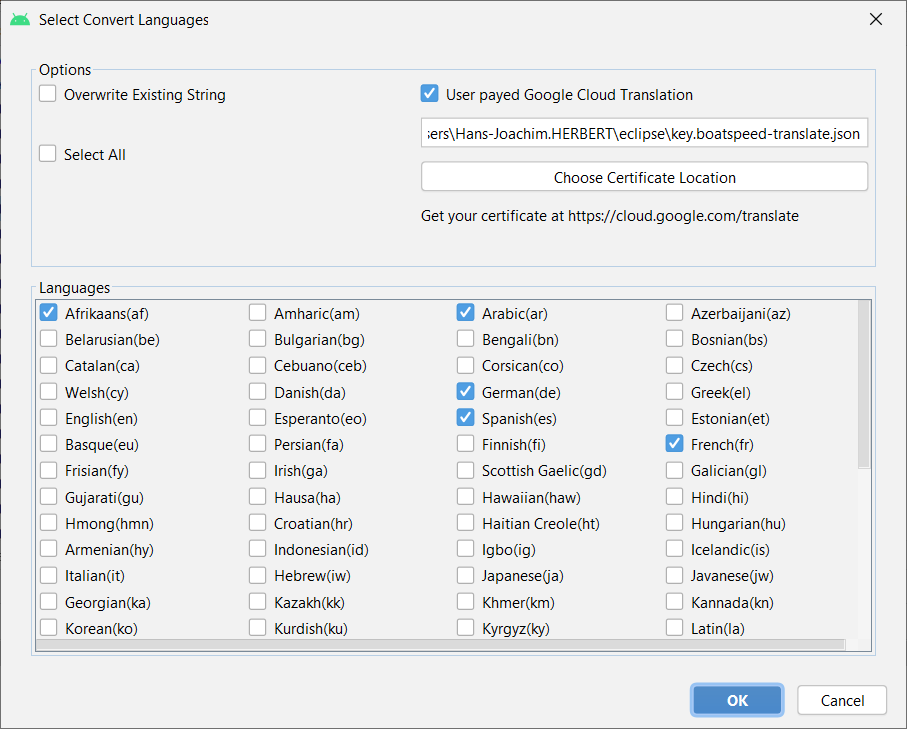 Select Convert Languages
Options
Overwrite Existing String
User payed Google Cloud Translation
sers\Hans-Joachim.HERBERT\eclipse\key.boatspeed-translate.json
Select All
Choose Certificate Location
Get your certificate at https://cloud.google.com/translate
Languages
Afrikaans(af) Amharic(am) Arabic(ar) Azerbaijani(az)
Belarusian(be) Bulgarian(bg) Bengali(bn) Bosnian(bs)
Catalan(ca) Cebuano(ceb) Corsican(co) Czech(cs)
Welsh(cy) Danish(da) German(de) Greek(el)
English(en) Esperanto(eo) Spanish(es) Estonian(et)
Basque(eu) Persian(fa) Finnish(fi) French(fr)
Frisian(fy) Irish(ga) Scottish Gaelic(gd) Galician(gl)
Gujarati(gu) Hausa(ha) Hawaiian(haw) Hindi(hi)
Hmong(hmn) Croatian(hr) Haitian Creole(ht) Hungarian(hu)
Armenian(hy) Indonesian(id) Igbo(ig) Icelandic(is)
Italian(it) Hebrew(iw) Japanese(ja) Javanese(jw)
Georgian(ka) Kazakh(kk) Khmer(km) Kannada(kn)
Korean(ko) Kurdish(ku) Kyrgyz(ky) Latin(la)
OK Cancel